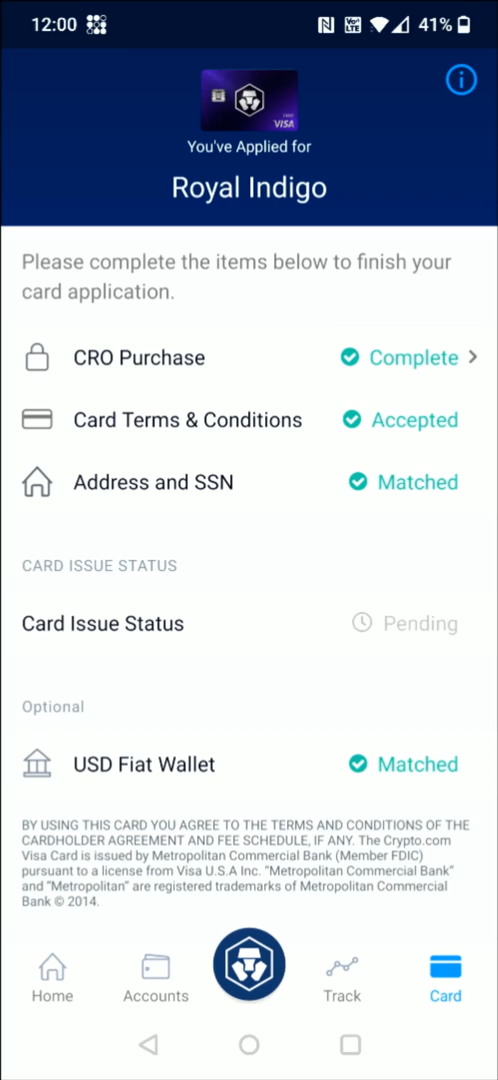 12:00
Vo
LTE
41%
VISA
You've Applied for
Royal Indigo
Please complete the items below to finish your
card application.
CRO Purchase Complete
Card Terms & Conditions Accepted
Address and SSN Matched
CARD ISSUE STATUS
Card Issue Status Pending
Optional
USD Fiat Wallet Matched
BY USING THIS CARD YOU AGREE TO THE TERMS AND CONDITIONS OF THE
CARDHOLDER AGREEMENT AND FEE SCHEDULE, IF ANY. The Crypto.com
Visa Card is issued by Metropolitan Commercial Bank (Member FDIC)
pursuant to a license from Visa U.S.A Inc. "Metropolitan Commercial Bank"
and "Metropolitan" are registered trademarks of Metropolitan Commercial
Bank © 2014.
Home Accounts Track Card